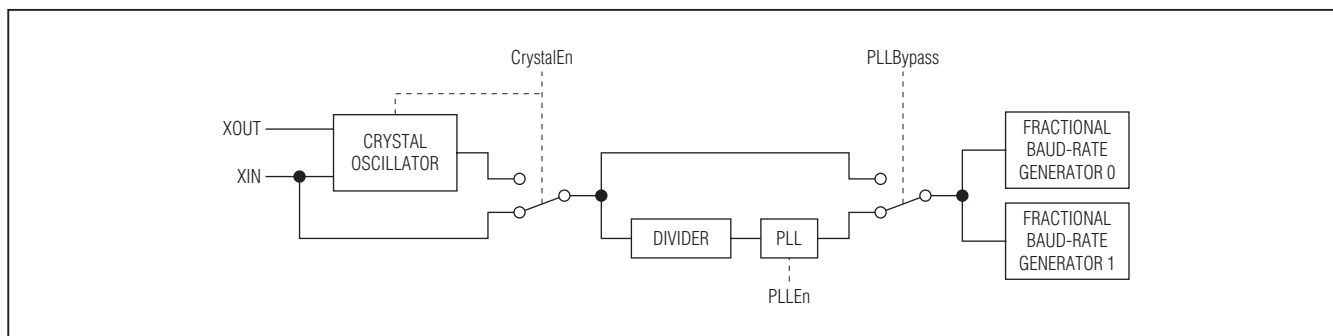 CrystalEn
PLLBypass
XOUT
XIN
CRYSTAL
OSCILLATOR
DIVIDER
PLL
PLLEn
FRACTIONAL
BAUD-RATE
GENERATOR 0
FRACTIONAL
BAUD-RATE
GENERATOR 1